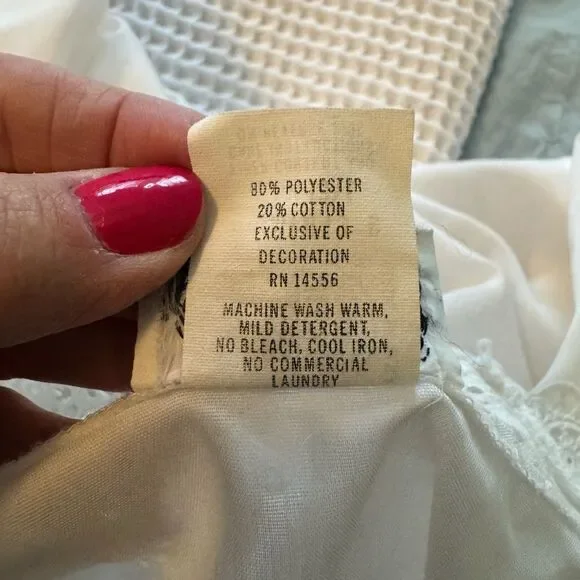 80% POLYESTER
20% COTTON
EXCLUSIVE OF
DECORATION
RN 14556
MACHINE WASH WARM,
MILD DETERGENT,
NO BLEACH, COOL IRON,
NO COMMERCIAL
LAUNDRY